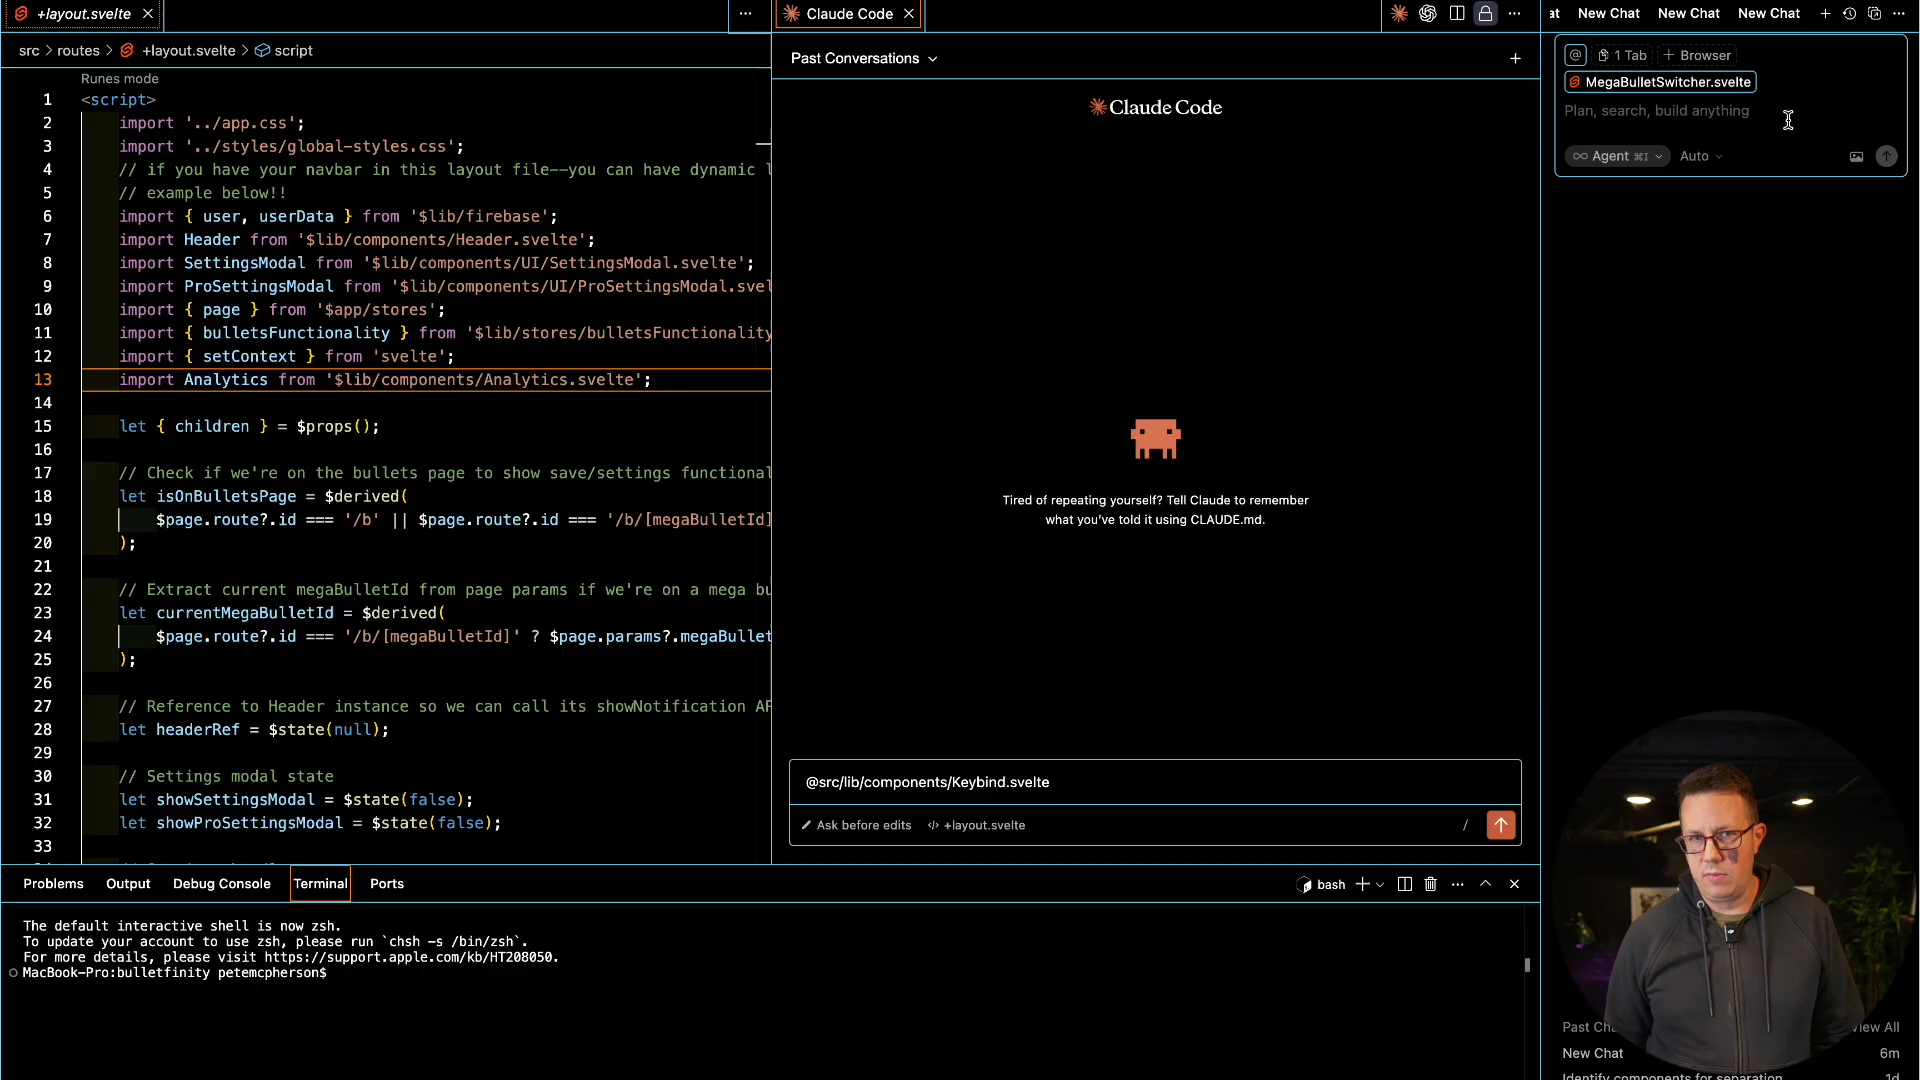 +layout.svelte
src > routes > +layout.svelte > script
Runes mode
1 <script>
2 import '../app.css';
3 import '../styles/global-styles.css';
4 // if you have your navbar in this layout file--you can have dynamic l
5 // example below!!
6 import { user, userData } from '$lib/firebase';
7 import Header from '$lib/components/Header.svelte';
8 import SettingsModal from '$lib/components/UI/SettingsModal.svelte';
9 import ProSettingsModal from '$lib/components/UI/ProSettingsModal.svel
10 import { page } from '$app/stores';
11 import { bulletsFunctionality } from '$lib/stores/bulletsFunctionality
12 import { setContext } from 'svelte';
13 import Analytics from '$lib/components/Analytics.svelte';
14
15 let { children } = $props();
16
17 // Check if we're on the bullets page to show save/settings functional
18 let isOnBulletsPage = $derived(
19 $page.route?.id === '/b' || $page.route?.id === '/b/[megaBulletId]
20 );
21
22 // Extract current megaBulletId from page params if we're on a mega bu
23 let currentMegaBulletId = $derived(
24 $page.route?.id === '/b/[megaBulletId]' ? $page.params?.megaBullet
25 );
26
27 // Reference to Header instance so we can call its showNotification AP
28 let headerRef = $state(null);
29
30 // Settings modal state
31 let showSettingsModal = $state(false);
32 let showProSettingsModal = $state(false);
33
Claude Code
Past Conversations
Claude Code
Tired of repeating yourself? Tell Claude to remember
what you've told it using CLAUDE.md.
@src/lib/components/Keybind.svelte
Ask before edits </> +layout.svelte /
at New Chat New Chat New Chat
@ 1 Tab + Browser
MegaBulletSwitcher.svelte
Plan, search, build anything
Agent ⌘I Auto
Problems Output Debug Console Terminal Ports
bash
The default interactive shell is now zsh.
To update your account to use zsh, please run `chsh -s /bin/zsh`.
For more details, please visit https://support.apple.com/kb/HT208050.
MacBook-Pro:bulletfinity petemcpherson$
Past Cha View All
New Chat 6m
Identify components for separation 1d